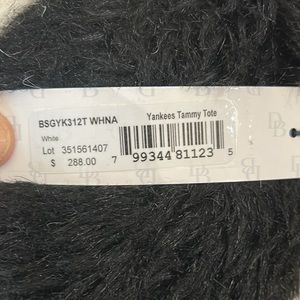 BSGYK312T WHNA
Yankees Tammy Tote
White
Lot 351561407
$ 288.00
7 99344 81123 5